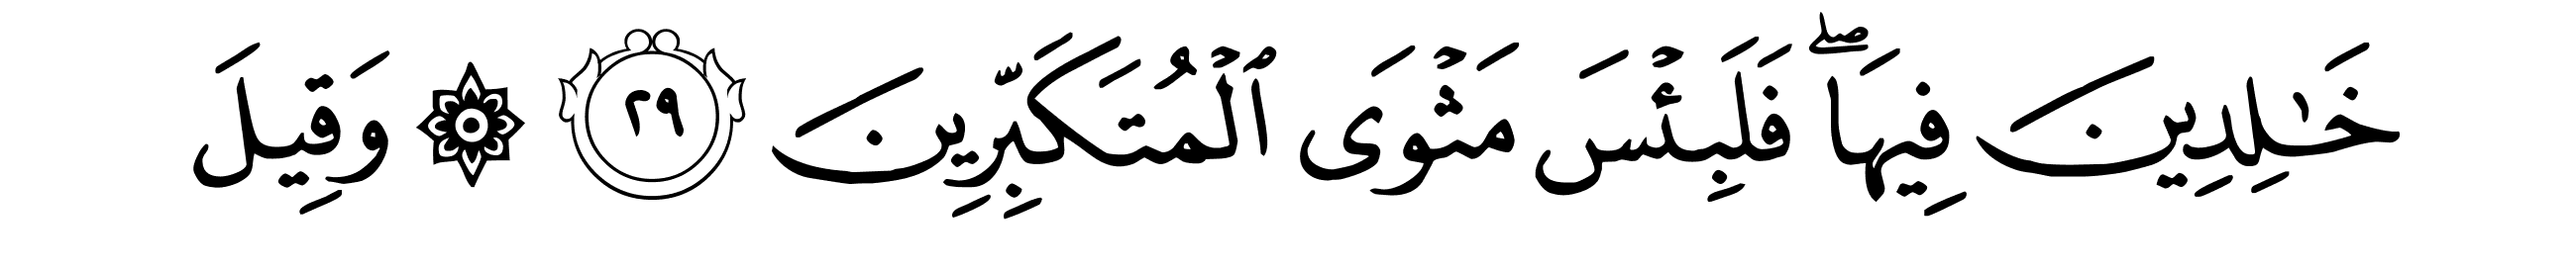 خَٰلِدِينَ فِيهَاۖ فَلَبِئۡسَ مَثۡوَى ٱلۡمُتَكَبِّرِينَ ٢٩ ۞ وَقِيلَ